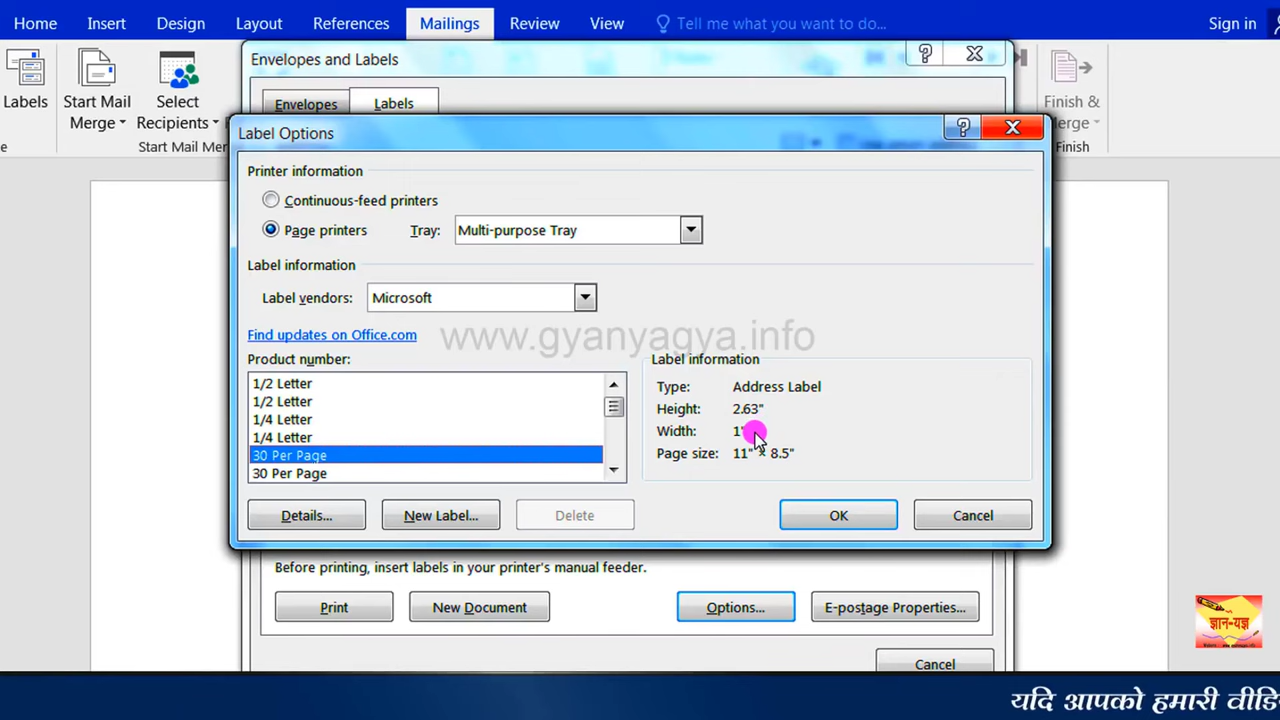 Home Insert Design Layout References Mailings Review View Tell me what you want to do... Sign in
Envelopes and Labels
Envelopes Labels
Labels
Start Mail
Merge
Select
Recipients
Start Mail Mer
Finish &
Merge
Finish
Label Options
Printer information
Continuous-feed printers
Page printers Tray: Multi-purpose Tray
Label information
Label vendors: Microsoft
Find updates on Office.com
www.gyanyagya.info
Product number:
1/2 Letter
1/2 Letter
1/4 Letter
1/4 Letter
30 Per Page
30 Per Page
Label information
Type: Address Label
Height: 2.63"
Width: 1"
Page size: 11" × 8.5"
Details... New Label... Delete OK Cancel
Before printing, insert labels in your printer's manual feeder.
Print New Document Options... E-postage Properties...
Cancel
ज्ञान-यज्ञ
यदि आपको हमारी वीडि